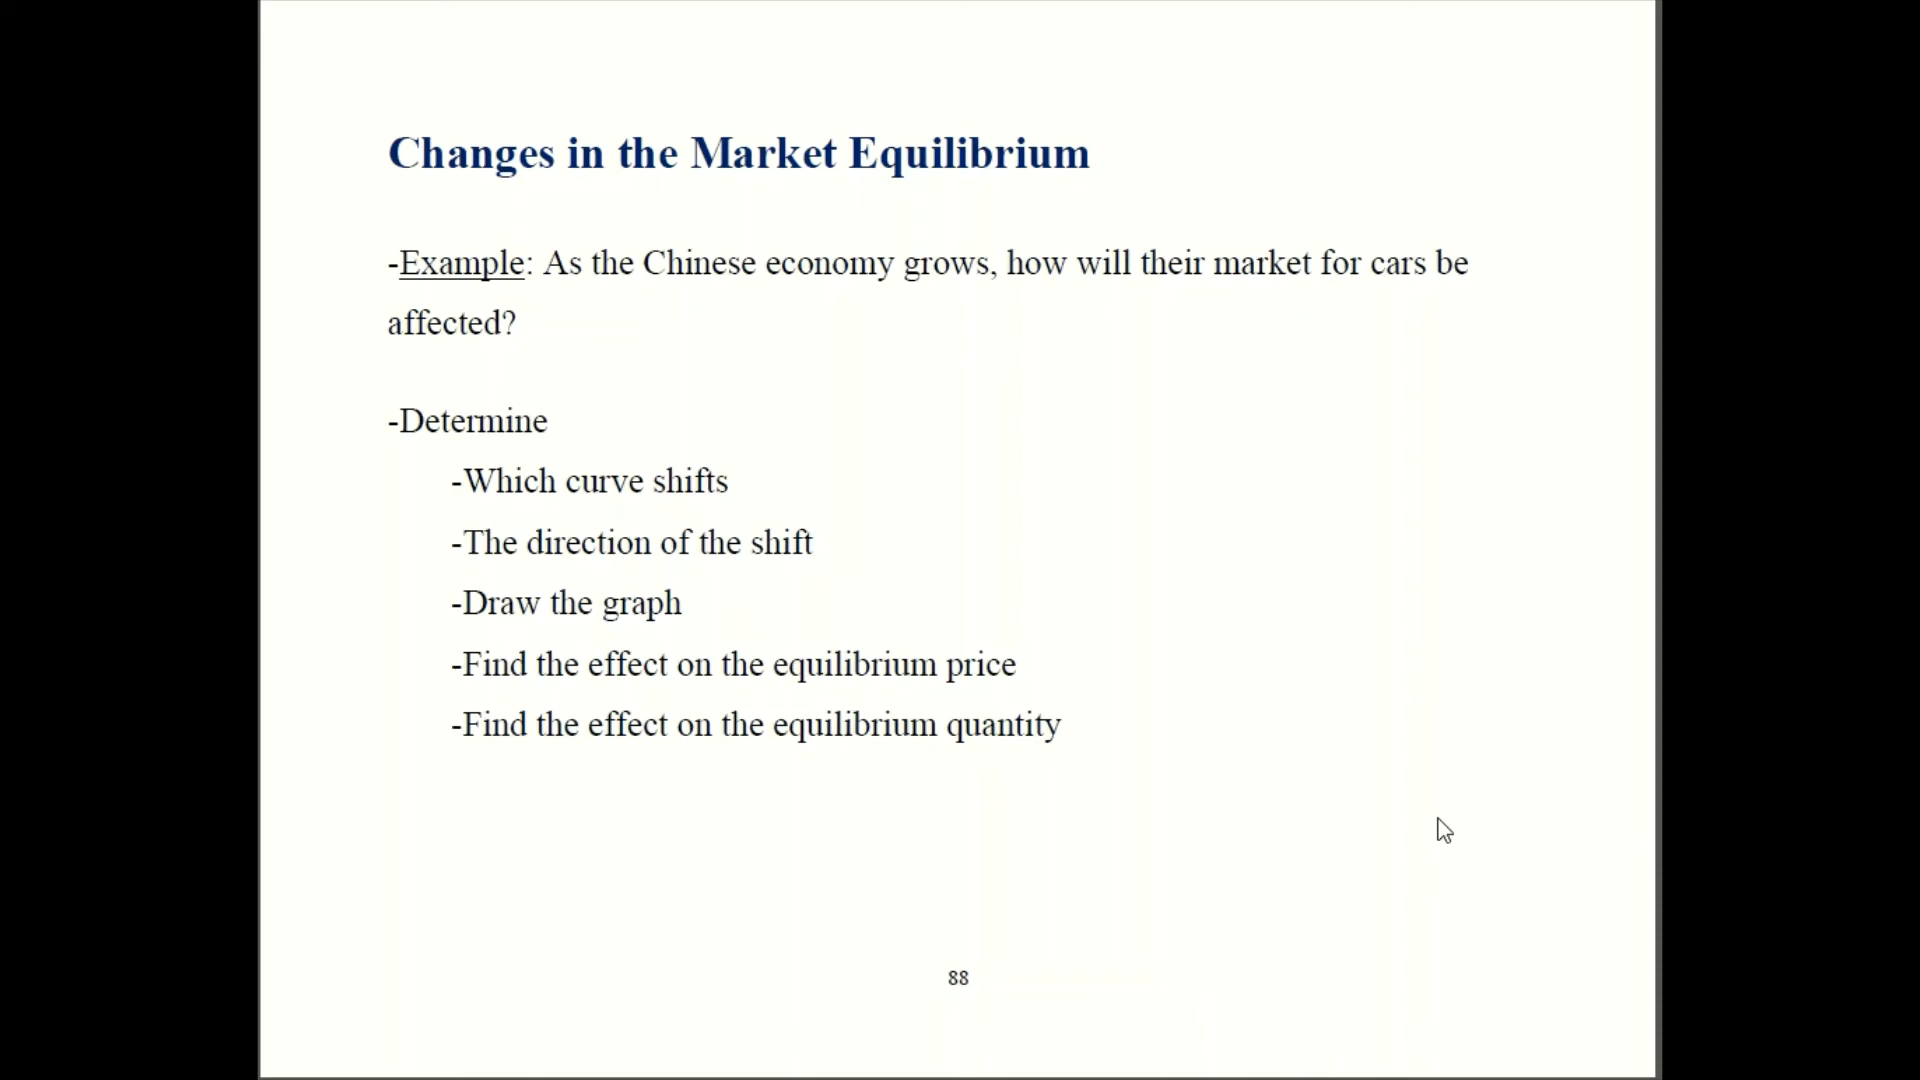 Changes in the Market Equilibrium
-Example: As the Chinese economy grows, how will their market for cars be
affected?
-Determine
-Which curve shifts
-The direction of the shift
-Draw the graph
-Find the effect on the equilibrium price
-Find the effect on the equilibrium quantity
88